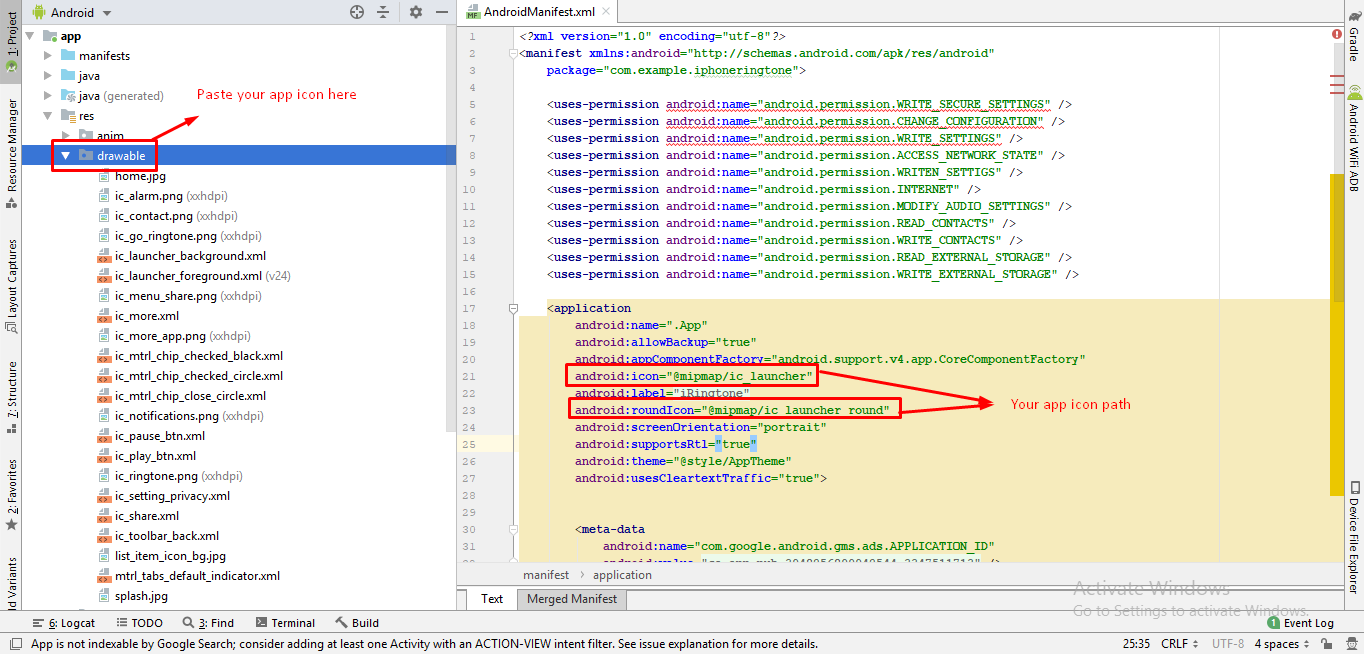 Android
AndroidManifest.xml
1: Project
Resource Manager
Layout Captures
7: Structure
2: Favorites
ld Variants
app
manifests
java
java (generated)
Paste your app icon here
res
anim
drawable
home.jpg
ic_alarm.png (xxhdpi)
ic_contact.png (xxhdpi)
ic_go_ringtone.png (xxhdpi)
ic_launcher_background.xml
ic_launcher_foreground.xml (v24)
ic_menu_share.png (xxhdpi)
ic_more.xml
ic_more_app.png (xxhdpi)
ic_mtrl_chip_checked_black.xml
ic_mtrl_chip_checked_circle.xml
ic_mtrl_chip_close_circle.xml
ic_notifications.png (xxhdpi)
ic_pause_btn.xml
ic_play_btn.xml
ic_ringtone.png (xxhdpi)
ic_setting_privacy.xml
ic_share.xml
ic_toolbar_back.xml
list_item_icon_bg.jpg
mtrl_tabs_default_indicator.xml
splash.jpg
1 <?xml version="1.0" encoding="utf-8"?>
2 <manifest xmlns:android="http://schemas.android.com/apk/res/android"
3 package="com.example.iphoneringtone">
4
5 <uses-permission android:name="android.permission.WRITE_SECURE_SETTINGS" />
6 <uses-permission android:name="android.permission.CHANGE_CONFIGURATION" />
7 <uses-permission android:name="android.permission.WRITE_SETTINGS" />
8 <uses-permission android:name="android.permission.ACCESS_NETWORK_STATE" />
9 <uses-permission android:name="android.permission.WRITEN_SETTIGS" />
10 <uses-permission android:name="android.permission.INTERNET" />
11 <uses-permission android:name="android.permission.MODIFY_AUDIO_SETTINGS" />
12 <uses-permission android:name="android.permission.READ_CONTACTS" />
13 <uses-permission android:name="android.permission.WRITE_CONTACTS" />
14 <uses-permission android:name="android.permission.READ_EXTERNAL_STORAGE" />
15 <uses-permission android:name="android.permission.WRITE_EXTERNAL_STORAGE" />
16
17 <application
18 android:name=".App"
19 android:allowBackup="true"
20 android:appComponentFactory="android.support.v4.app.CoreComponentFactory"
21 android:icon="@mipmap/ic_launcher"
22 android:label="iRingtone"
23 android:roundIcon="@mipmap/ic_launcher_round"
Your app icon path
24 android:screenOrientation="portrait"
25 android:supportsRtl="true"
26 android:theme="@style/AppTheme"
27 android:usesCleartextTraffic="true">
28
29
30 <meta-data
31 android:name="com.google.android.gms.ads.APPLICATION_ID"
manifest › application
Text
Merged Manifest
Gradle
Android WiFi ADB
Device File Explorer
Activate Windows
Go to Settings to activate Windows.
6: Logcat
TODO
3: Find
Terminal
Build
1 Event Log
App is not indexable by Google Search; consider adding at least one Activity with an ACTION-VIEW intent filter. See issue explanation for more details.
25:35 CRLF UTF-8 4 spaces